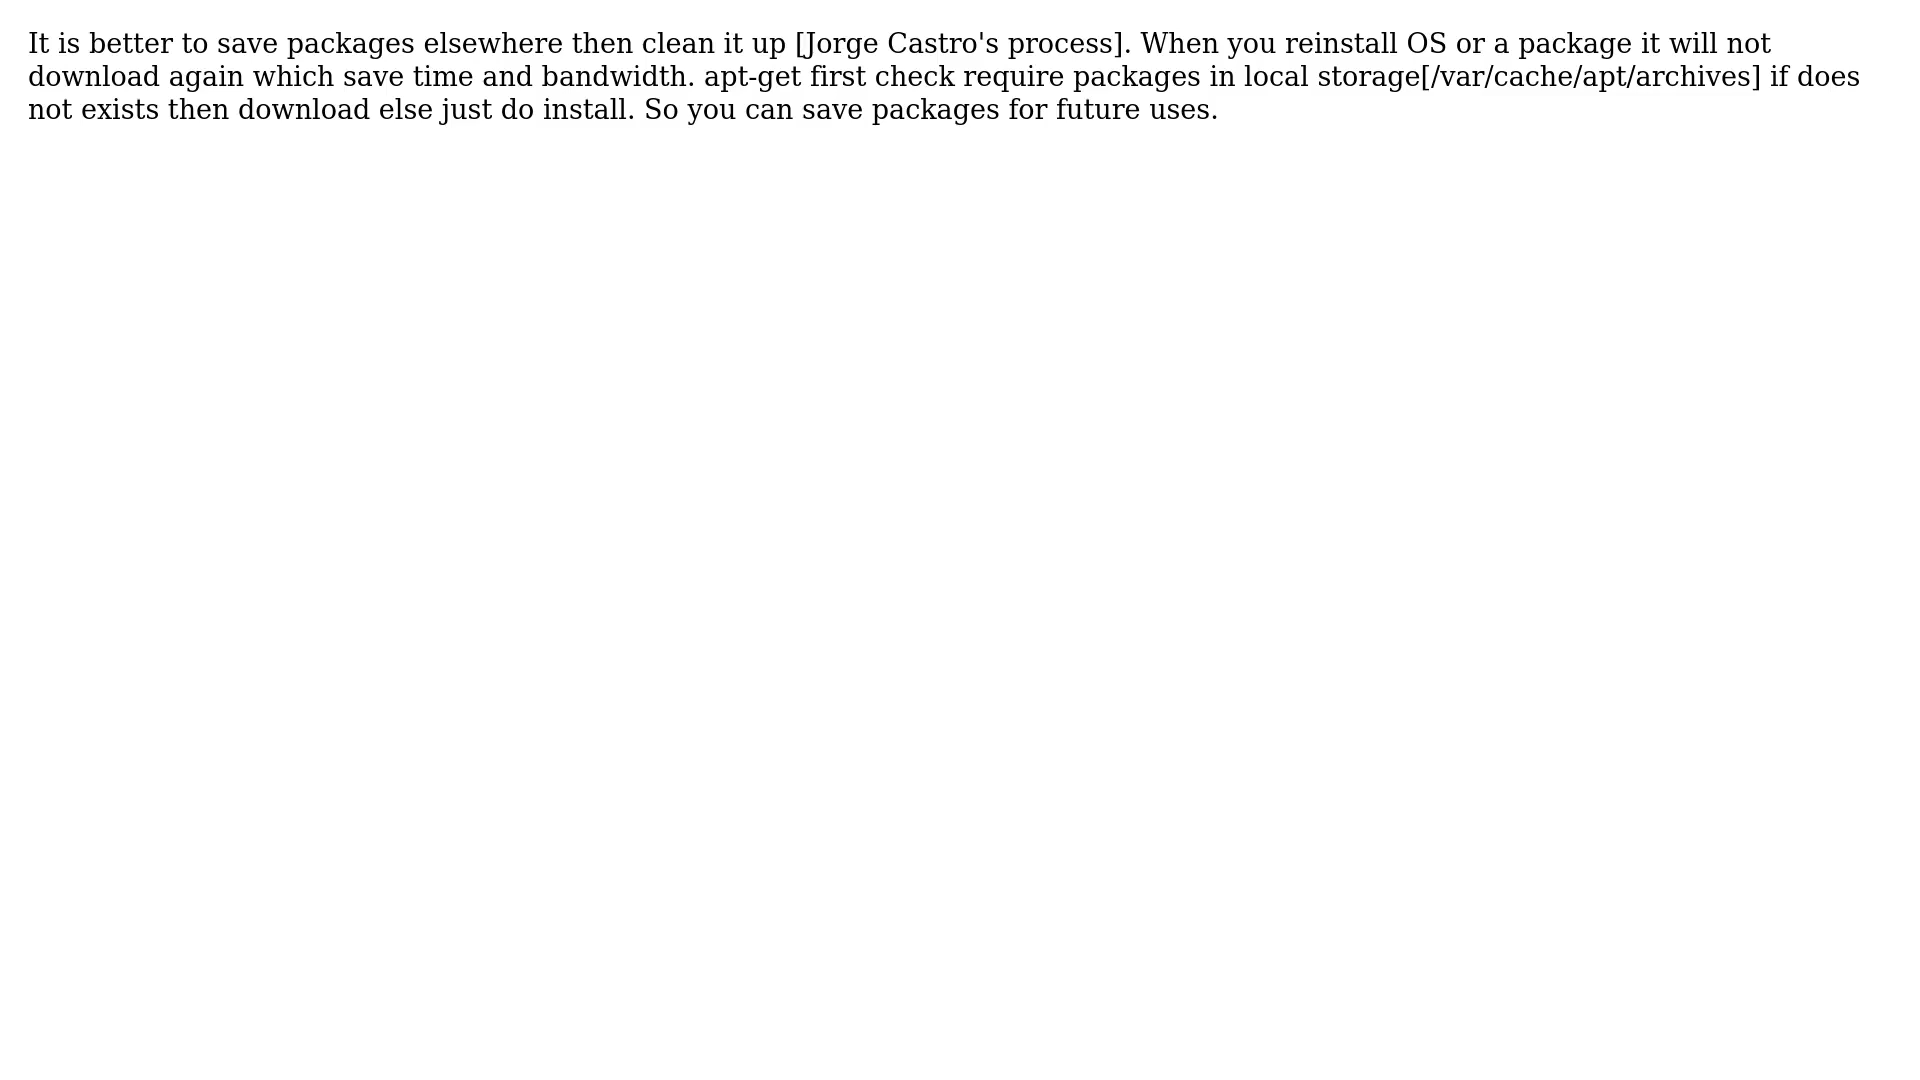 It is better to save packages elsewhere then clean it up [Jorge Castro's process]. When you reinstall OS or a package it will not
download again which save time and bandwidth. apt-get first check require packages in local storage[/var/cache/apt/archives] if does
not exists then download else just do install. So you can save packages for future uses.